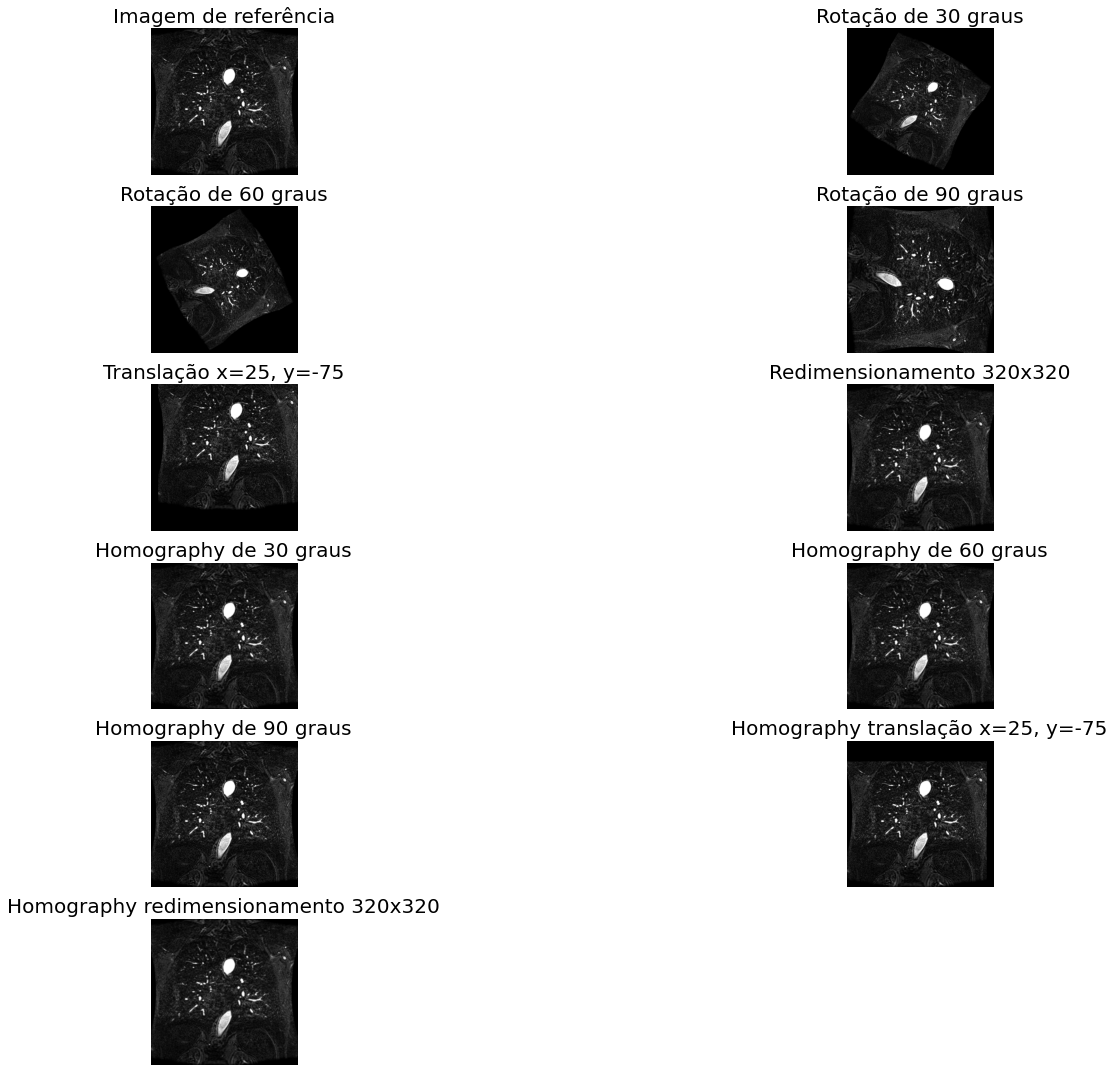 Imagem de referência
Rotação de 30 graus
Rotação de 60 graus
Rotação de 90 graus
Translação x=25, y=-75
Redimensionamento 320x320
Homography de 30 graus
Homography de 60 graus
Homography de 90 graus
Homography translação x=25, y=-75
Homography redimensionamento 320x320